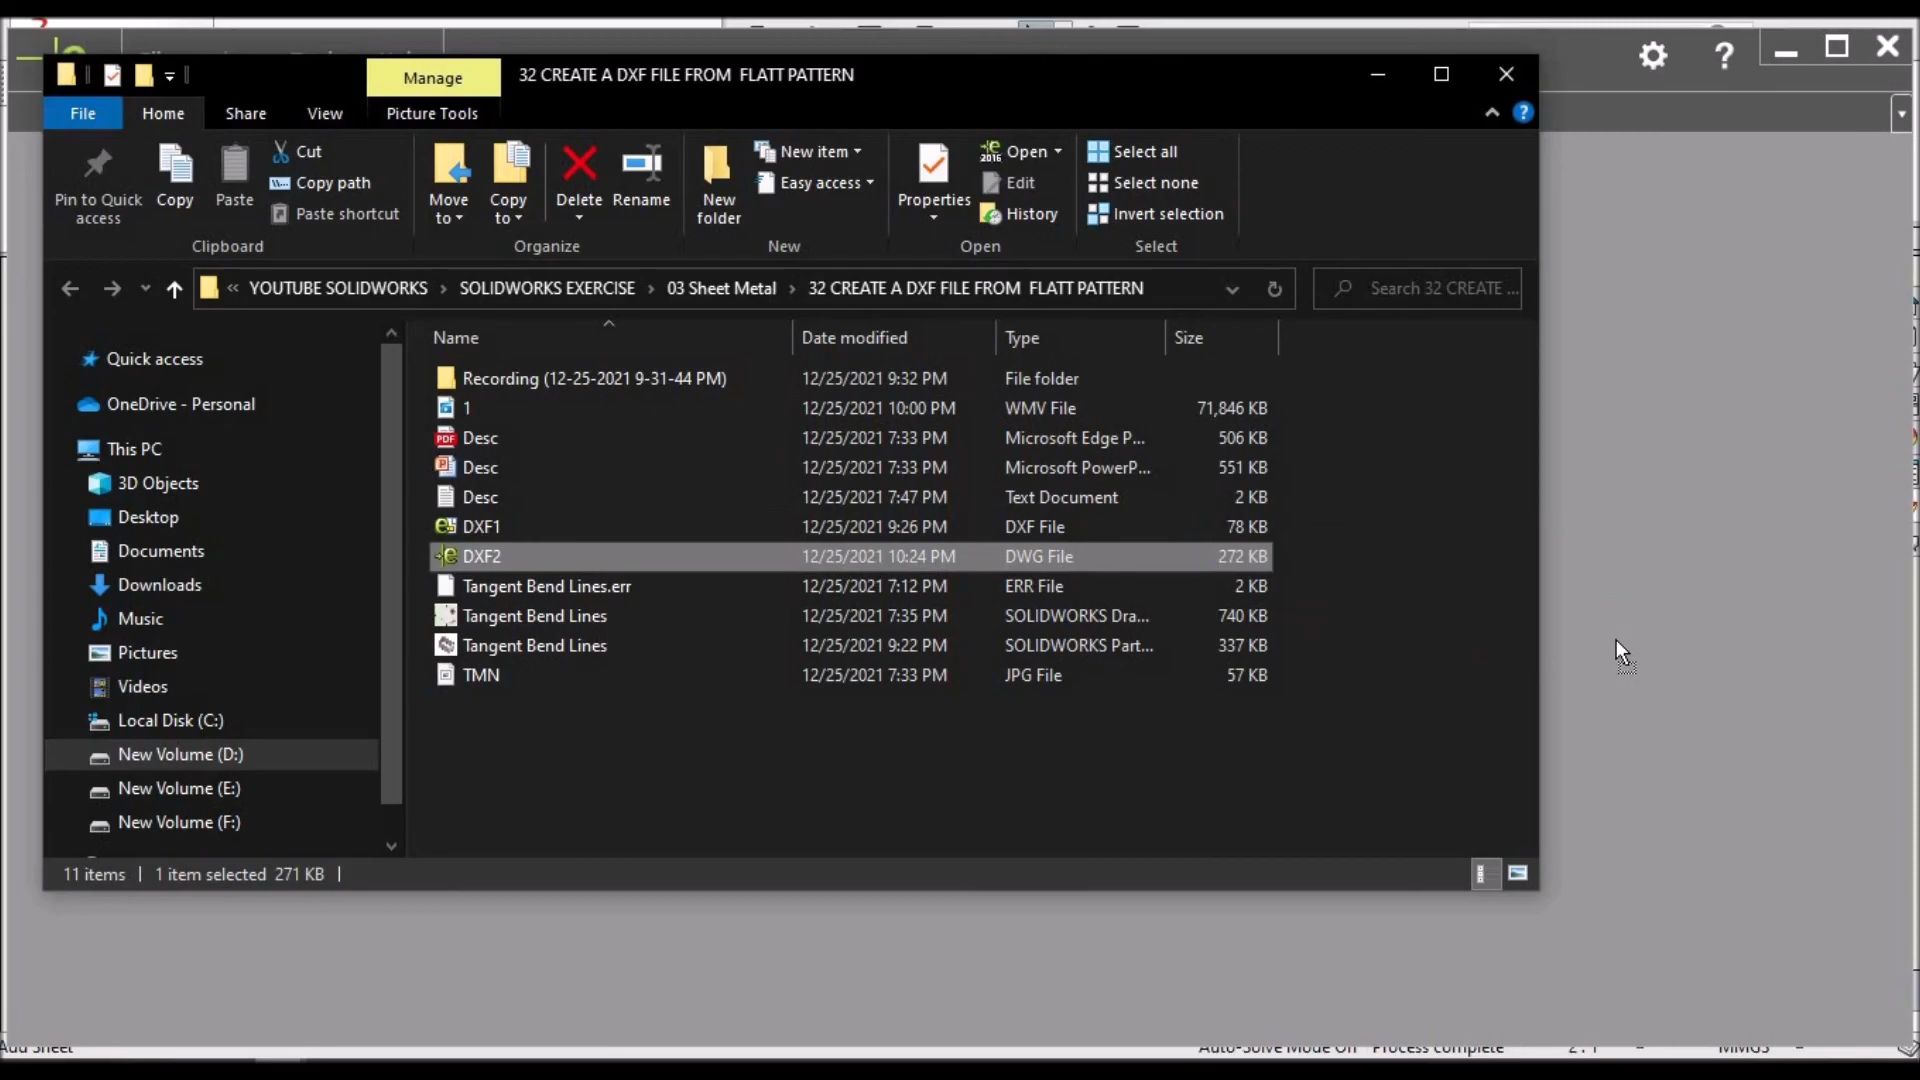 Manage
32 CREATE A DXF FILE FROM  FLATT PATTERN
File
Home
Share
View
Picture Tools
Pin to Quick access
Copy
Paste
Cut
Copy path
Paste shortcut
Clipboard
Move to
Copy to
Delete
Rename
Organize
New folder
New item
Easy access
New
Properties
Open
Edit
History
Open
Select all
Select none
Invert selection
Select
« YOUTUBE SOLIDWORKS › SOLIDWORKS EXERCISE › 03 Sheet Metal › 32 CREATE A DXF FILE FROM  FLATT PATTERN
Search 32 CREATE ...
Quick access
OneDrive - Personal
This PC
3D Objects
Desktop
Documents
Downloads
Music
Pictures
Videos
Local Disk (C:)
New Volume (D:)
New Volume (E:)
New Volume (F:)
Name Date modified Type Size
Recording (12-25-2021 9-31-44 PM) 12/25/2021 9:32 PM File folder
1 12/25/2021 10:00 PM WMV File 71,846 KB
Desc 12/25/2021 7:33 PM Microsoft Edge P... 506 KB
Desc 12/25/2021 7:33 PM Microsoft PowerP... 551 KB
Desc 12/25/2021 7:47 PM Text Document 2 KB
DXF1 12/25/2021 9:26 PM DXF File 78 KB
DXF2 12/25/2021 10:24 PM DWG File 272 KB
Tangent Bend Lines.err 12/25/2021 7:12 PM ERR File 2 KB
Tangent Bend Lines 12/25/2021 7:35 PM SOLIDWORKS Dra... 740 KB
Tangent Bend Lines 12/25/2021 9:22 PM SOLIDWORKS Part... 337 KB
TMN 12/25/2021 7:33 PM JPG File 57 KB
11 items | 1 item selected 271 KB |
Add Sheet
Auto-Solve Mode On Process complete 2 : 1 MMGS